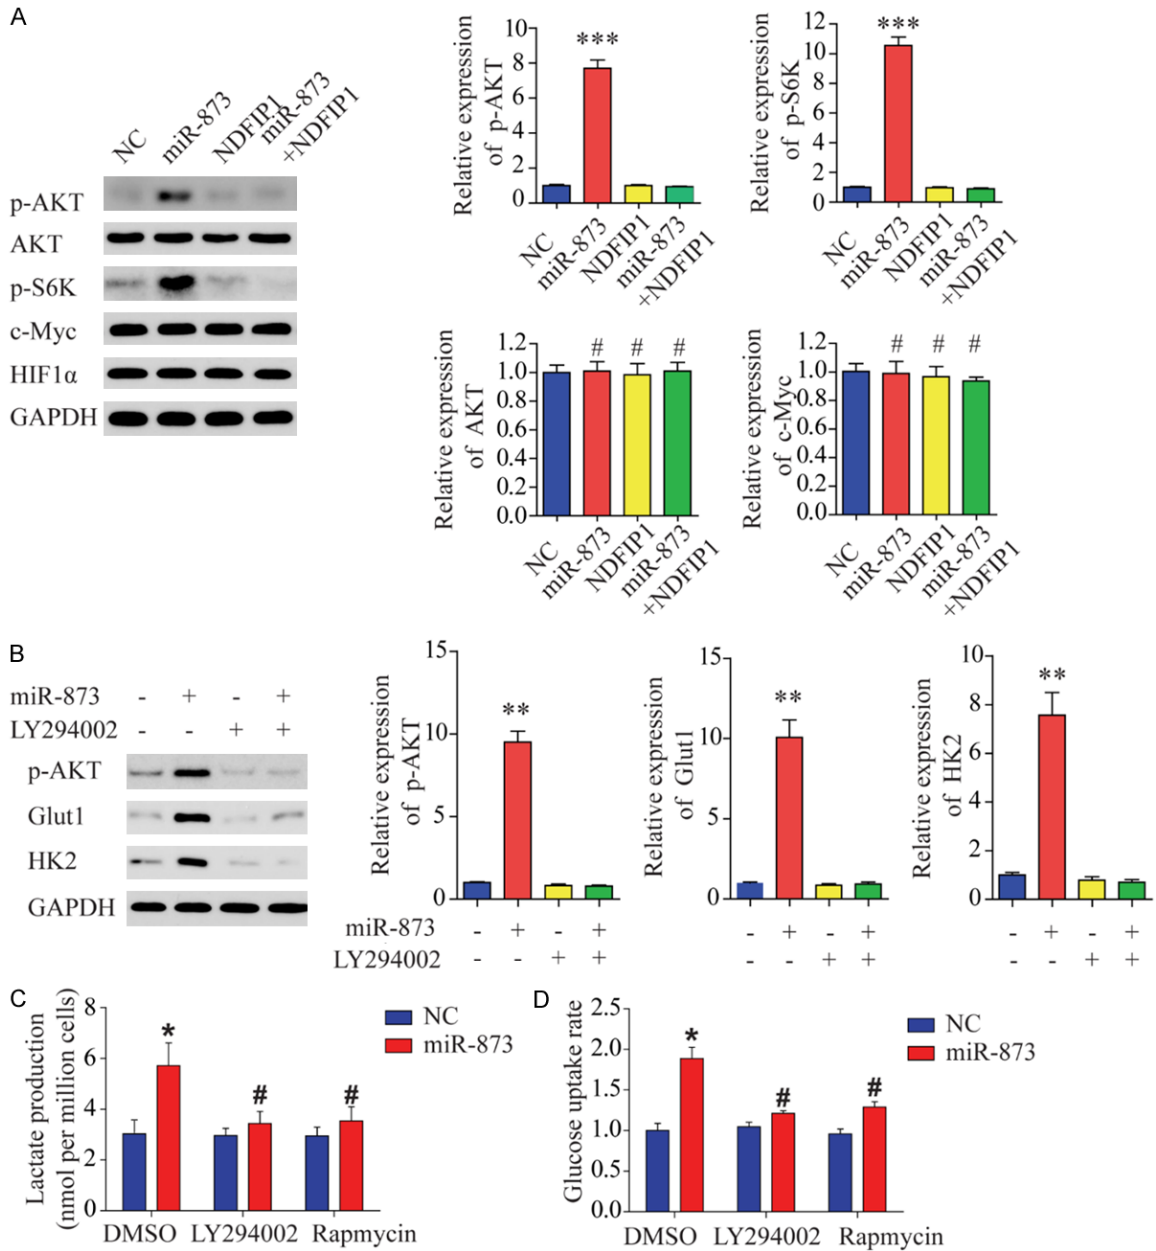 A
NC
miR-873
NDFIP1
miR-873
+NDFIP1
p-AKT
AKT
p-S6K
c-Myc
HIF1α
GAPDH
Relative expression
of p-AKT
10
8
6
4
2
0
***
NC
miR-873
NDFIP1
miR-873
+NDFIP1
Relative expression
of p-S6K
12
10
8
6
4
2
0
***
NC
miR-873
NDFIP1
miR-873
+NDFIP1
Relative expression
of AKT
1.2
1.0
0.8
0.6
0.4
0.2
0.0
# # #
NC
miR-873
NDFIP1
miR-873
+NDFIP1
Relative expression
of c-Myc
1.2
1.0
0.8
0.6
0.4
0.2
0.0
# # #
NC
miR-873
NDFIP1
miR-873
+NDFIP1
B
miR-873 - + - +
LY294002 - - + +
p-AKT
Glut1
HK2
GAPDH
Relative expression
of p-AKT
15
10
5
0
**
miR-873 - + - +
LY294002 - - + +
Relative expression
of Glut1
15
10
5
0
**
- + - +
- - + +
Relative expression
of HK2
10
8
6
4
2
0
**
- + - +
- - + +
C
Lactate production
(nmol per million cells)
8
6
4
2
0
* # #
DMSO LY294002 Rapmycin
NC
miR-873
D
Glucose uptake rate
2.5
2.0
1.5
1.0
0.5
0.0
* # #
DMSO LY294002 Rapmycin
NC
miR-873